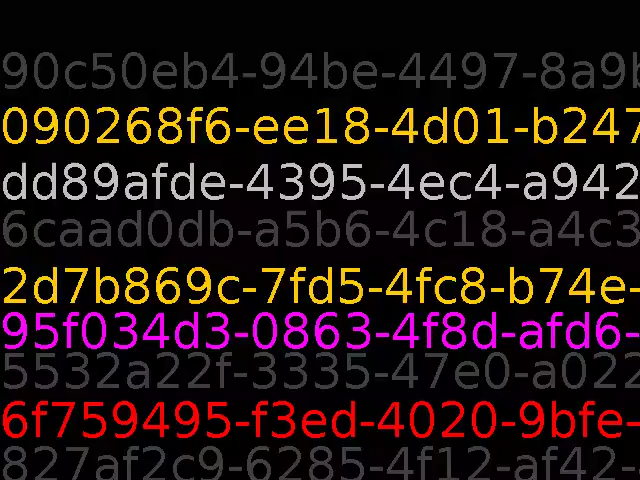 90c50eb4-94be-4497-8a9b
090268f6-ee18-4d01-b247
dd89afde-4395-4ec4-a942
6caad0db-a5b6-4c18-a4c3
2d7b869c-7fd5-4fc8-b74e-
95f034d3-0863-4f8d-afd6-
5532a22f-3335-47e0-a022
6f759495-f3ed-4020-9bfe-
827af2c9-6285-4f12-af42-